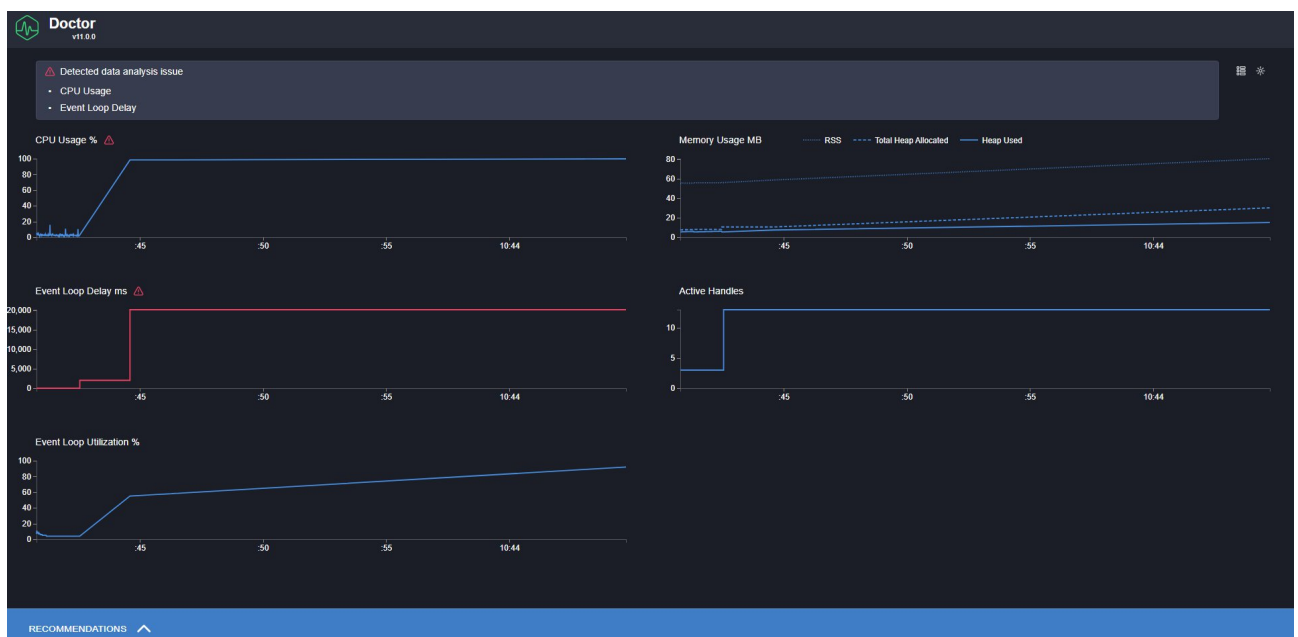 Doctor
v11.0.0
Detected data analysis issue
• CPU Usage
• Event Loop Delay
CPU Usage %
100
80
60
40
20
0
:45 :50 :55 10:44
Memory Usage MB RSS Total Heap Allocated Heap Used
80
60
40
20
0
:45 :50 :55 10:44
Event Loop Delay ms
20,000
15,000
10,000
5,000
0
:45 :50 :55 10:44
Active Handles
10
5
0
:45 :50 :55 10:44
Event Loop Utilization %
100
80
60
40
20
0
:45 :50 :55 10:44
RECOMMENDATIONS